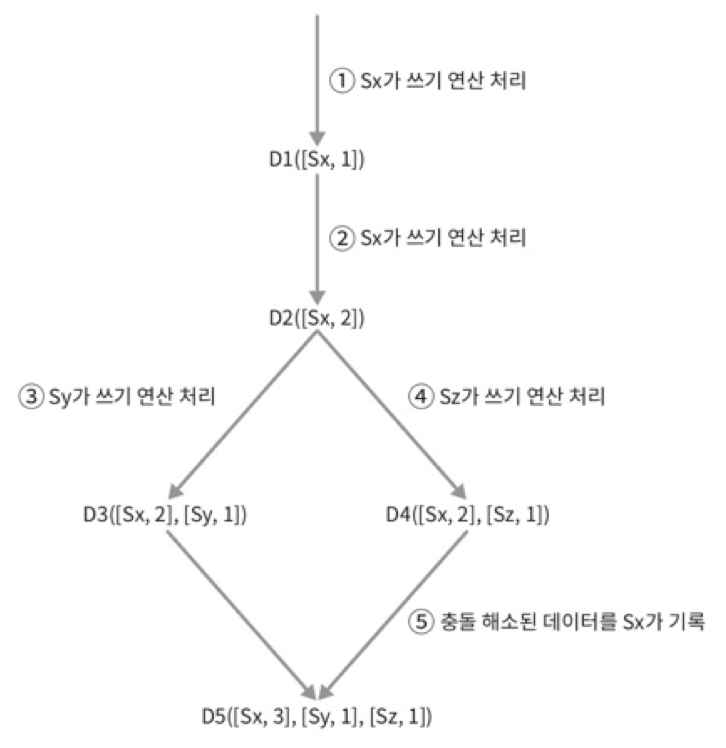 ① Sx가 쓰기 연산 처리
D1([Sx, 1])
② Sx가 쓰기 연산 처리
D2([Sx, 2])
③ Sy가 쓰기 연산 처리
④ Sz가 쓰기 연산 처리
D3([Sx, 2], [Sy, 1])
D4([Sx, 2], [Sz, 1])
⑤ 충돌 해소된 데이터를 Sx가 기록
D5([Sx, 3], [Sy, 1], [Sz, 1])